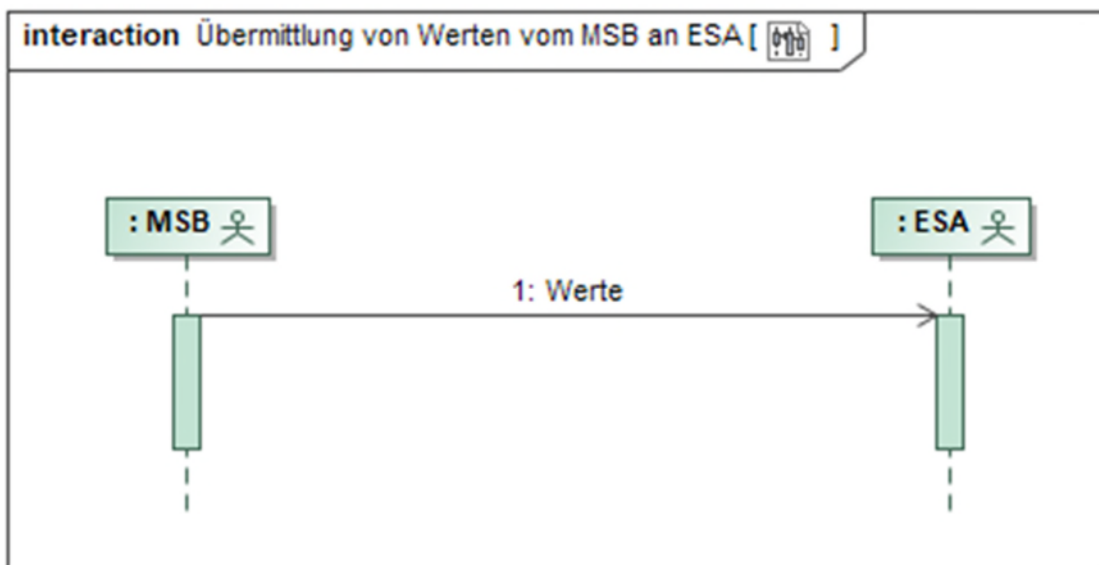 interaction Übermittlung von Werten vom MSB an ESA [ ]
: MSB
: ESA
1: Werte